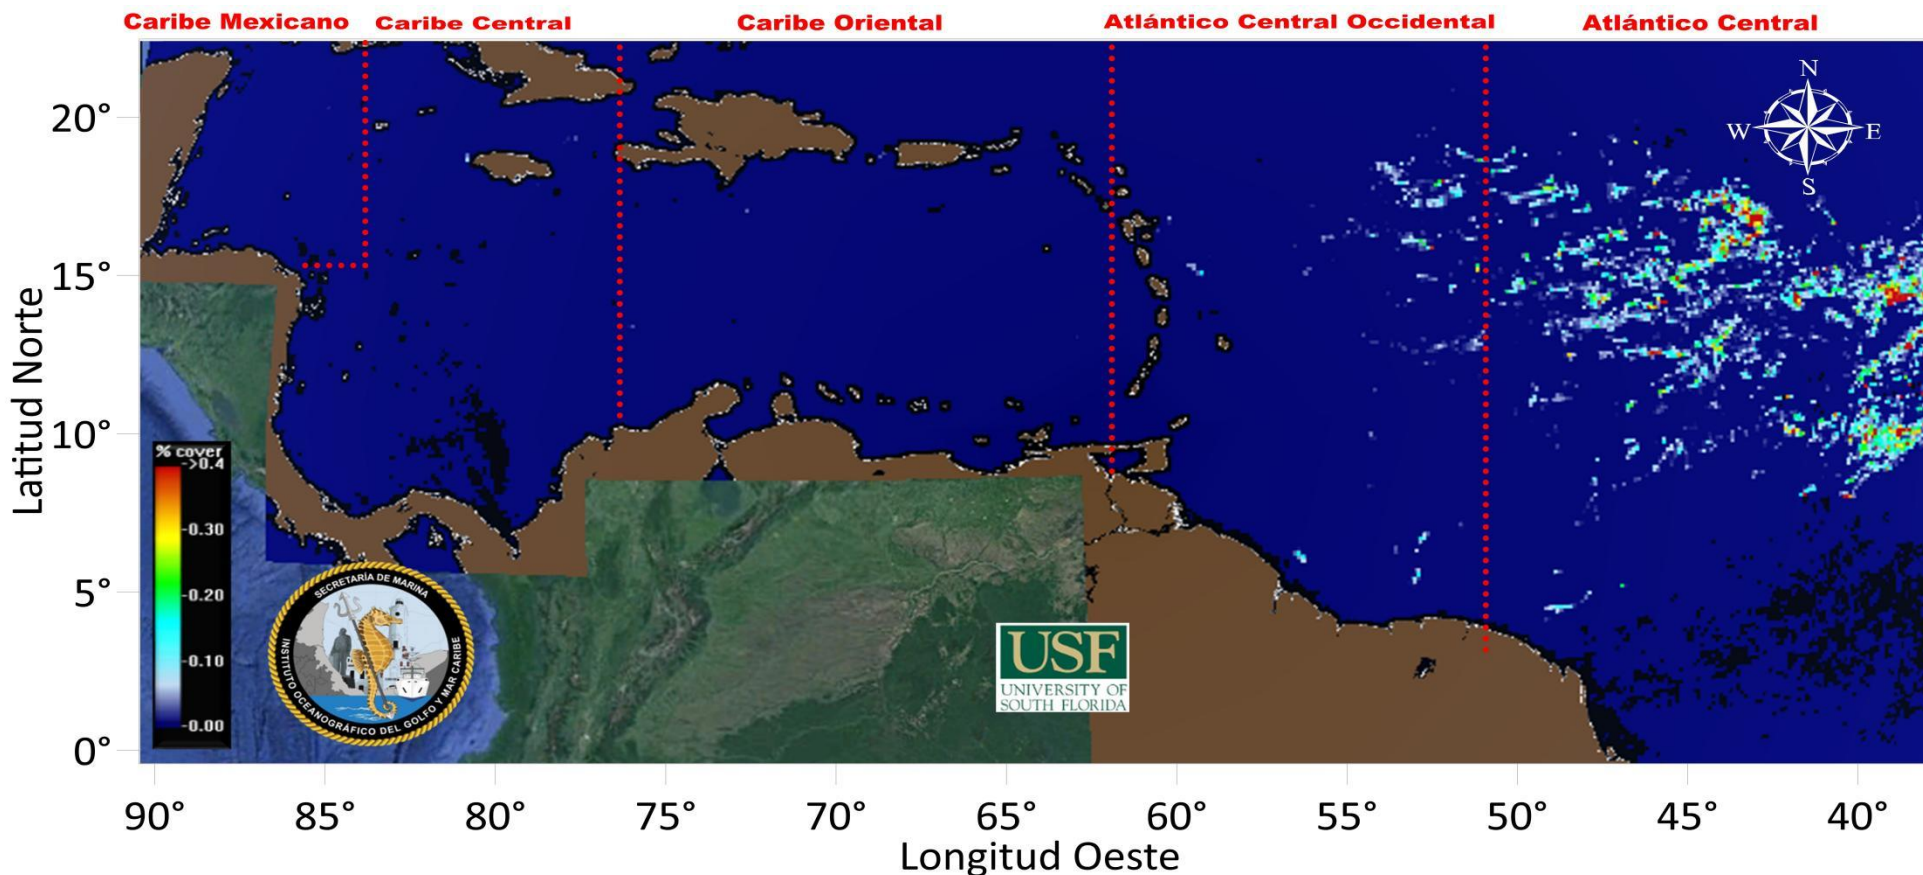 Caribe Mexicano
Caribe Central
Caribe Oriental
Atlántico Central Occidental
Atlántico Central
N
W
E
S
20°
15°
10°
5°
0°
Latitud Norte
% cover
->0.4
-0.30
-0.20
-0.10
-0.00
SECRETARÍA DE MARINA
INSTITUTO OCEANOGRÁFICO DEL GOLFO Y MAR CARIBE
USF
UNIVERSITY OF
SOUTH FLORIDA
90°
85°
80°
75°
70°
65°
60°
55°
50°
45°
40°
Longitud Oeste